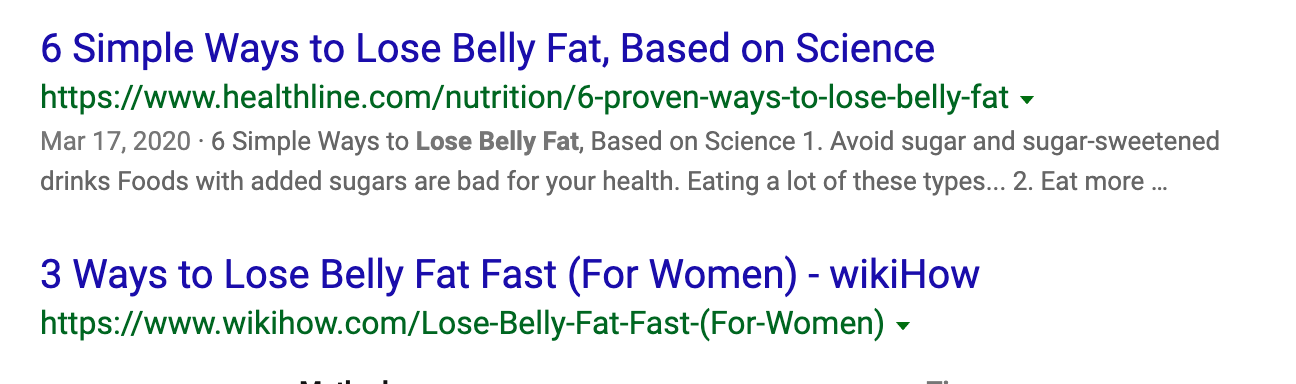 6 Simple Ways to Lose Belly Fat, Based on Science
https://www.healthline.com/nutrition/6-proven-ways-to-lose-belly-fat
Mar 17, 2020 · 6 Simple Ways to Lose Belly Fat, Based on Science 1. Avoid sugar and sugar-sweetened
drinks Foods with added sugars are bad for your health. Eating a lot of these types... 2. Eat more ...
3 Ways to Lose Belly Fat Fast (For Women) - wikiHow
https://www.wikihow.com/Lose-Belly-Fat-Fast-(For-Women)